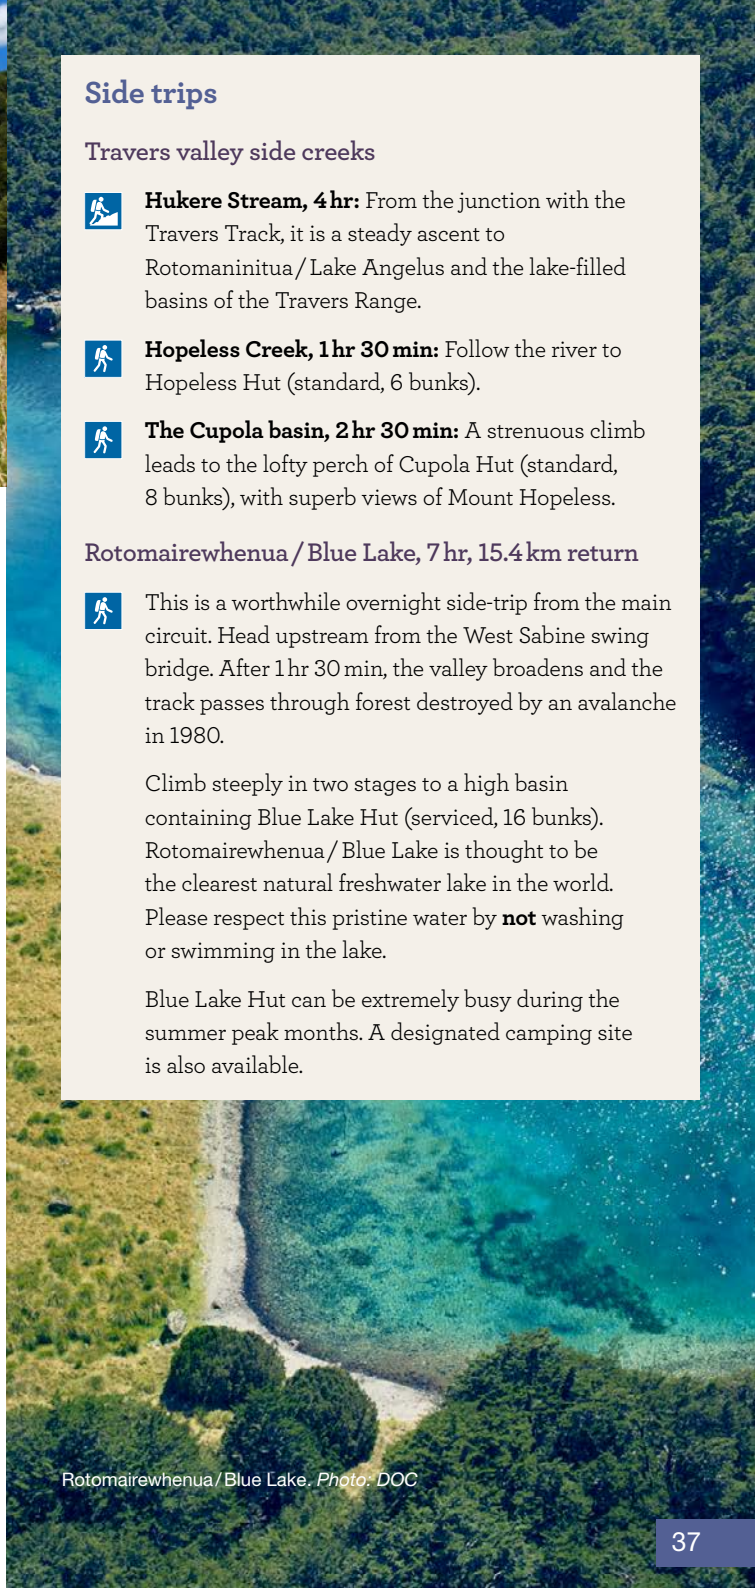 Side trips
Travers valley side creeks
Hukere Stream, 4 hr: From the junction with the
Travers Track, it is a steady ascent to
Rotomaninitua / Lake Angelus and the lake-filled
basins of the Travers Range.
Hopeless Creek, 1 hr 30 min: Follow the river to
Hopeless Hut (standard, 6 bunks).
The Cupola basin, 2 hr 30 min: A strenuous climb
leads to the lofty perch of Cupola Hut (standard,
8 bunks), with superb views of Mount Hopeless.
Rotomairewhenua / Blue Lake, 7 hr, 15.4 km return
This is a worthwhile overnight side-trip from the main
circuit. Head upstream from the West Sabine swing
bridge. After 1 hr 30 min, the valley broadens and the
track passes through forest destroyed by an avalanche
in 1980.
Climb steeply in two stages to a high basin
containing Blue Lake Hut (serviced, 16 bunks).
Rotomairewhenua / Blue Lake is thought to be
the clearest natural freshwater lake in the world.
Please respect this pristine water by not washing
or swimming in the lake.
Blue Lake Hut can be extremely busy during the
summer peak months. A designated camping site
is also available.
Rotomairewhenua / Blue Lake. Photo: DOC
37